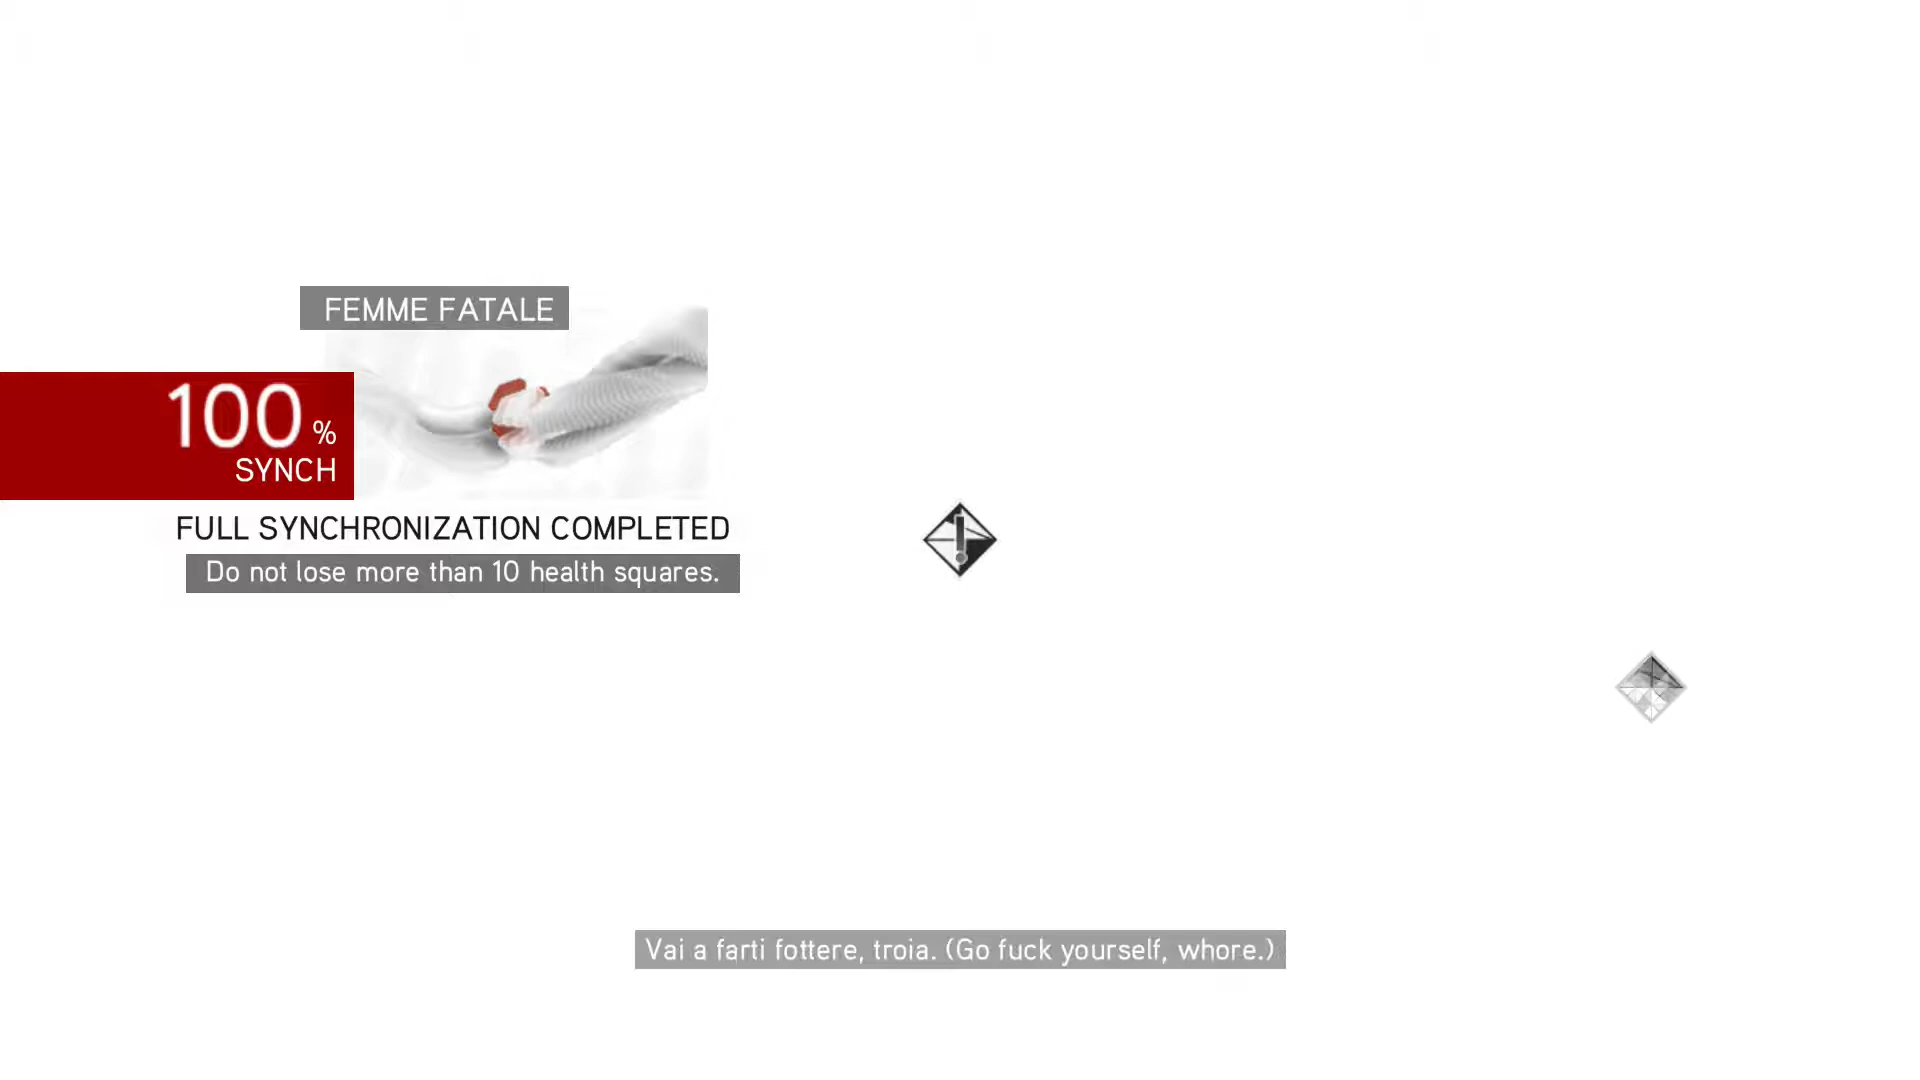 FEMME FATALE
100 %
SYNCH
FULL SYNCHRONIZATION COMPLETED
Do not lose more than 10 health squares.
Vai a farti fottere, troia. (Go fuck yourself, whore.)